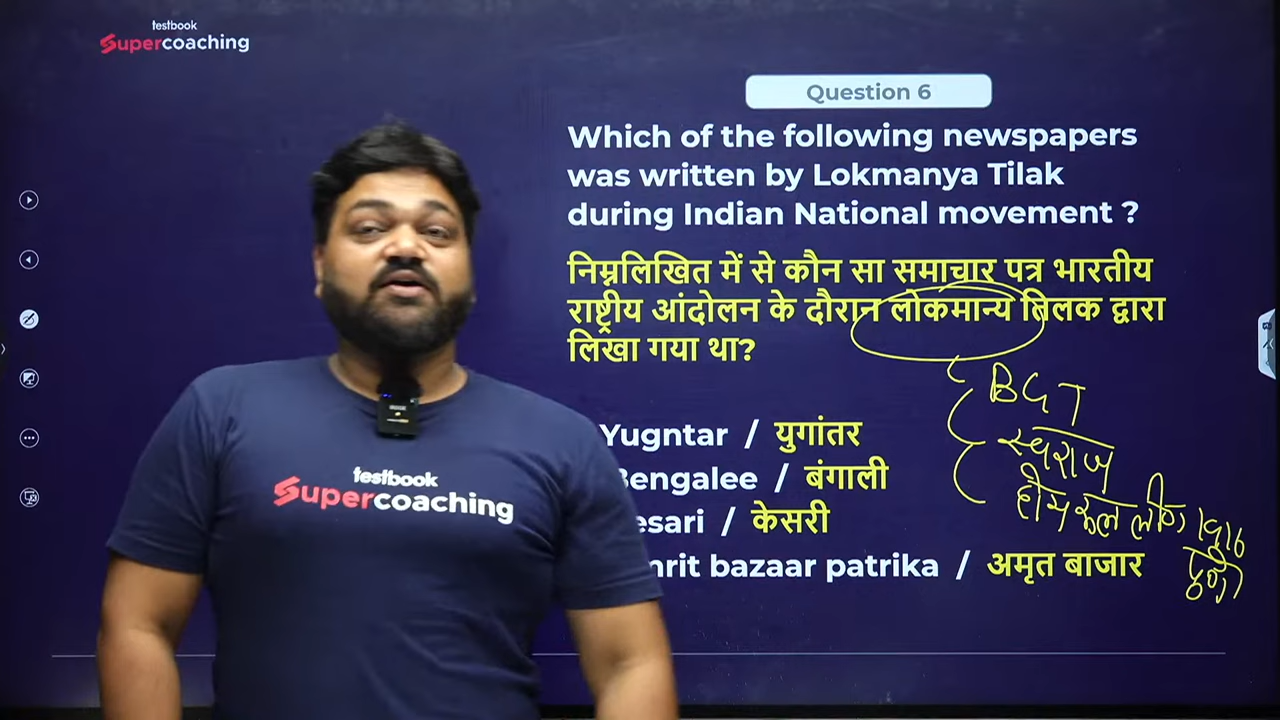 testbook
Supercoaching
Question 6
Which of the following newspapers
was written by Lokmanya Tilak
during Indian National movement ?
निम्नलिखित में से कौन सा समाचार पत्र भारतीय
राष्ट्रीय आंदोलन के दौरान लोकमान्य तिलक द्वारा
लिखा गया था?
BGT
Yugntar / युगांतर
स्वराज
Bengalee / बंगाली
होम रूल लीग 1916
esari / केसरी
nrit bazaar patrika / अमृत बाजार
testbook
Supercoaching